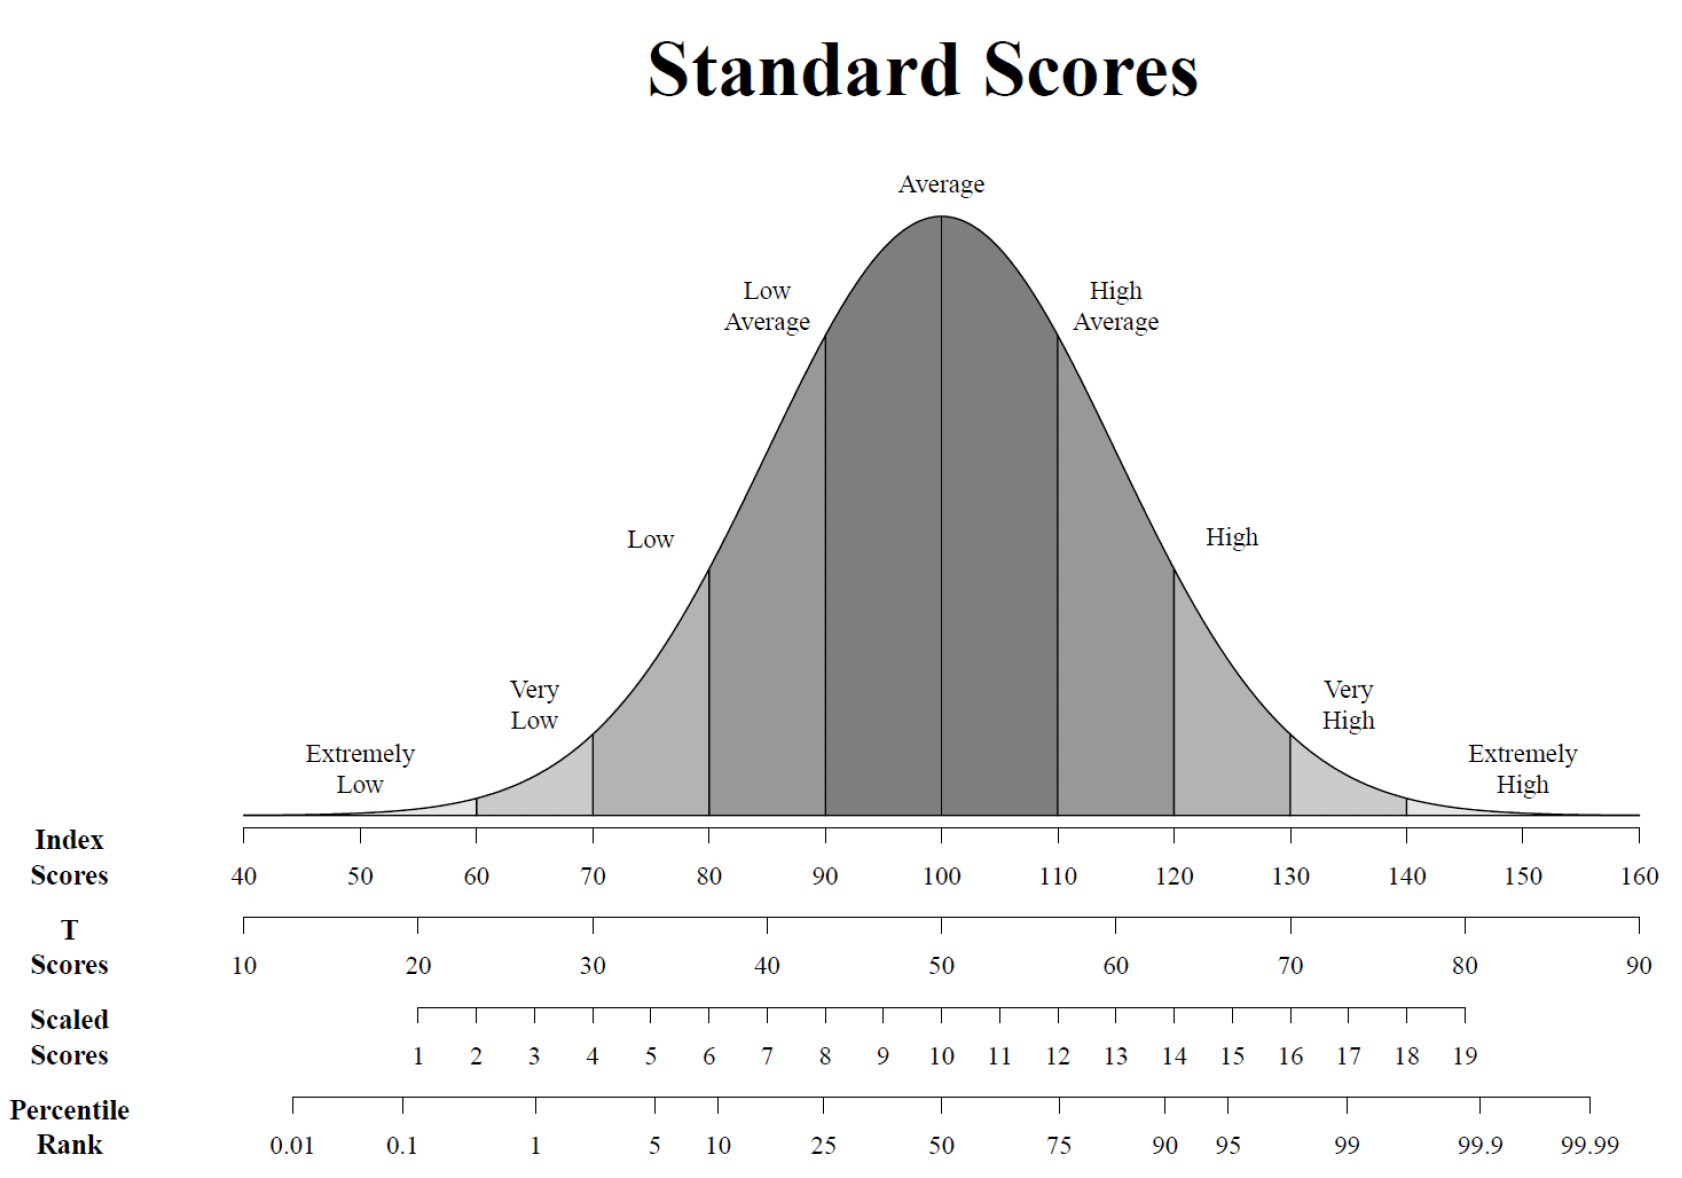 Standard Scores
Average
Low
Average
High
Average
Low
High
Very
Low
Very
High
Extremely
Low
Extremely
High
Index
Scores
40 50 60 70 80 90 100 110 120 130 140 150 160
T
Scores
10 20 30 40 50 60 70 80 90
Scaled
Scores
1 2 3 4 5 6 7 8 9 10 11 12 13 14 15 16 17 18 19
Percentile
Rank
0.01 0.1 1 5 10 25 50 75 90 95 99 99.9 99.99